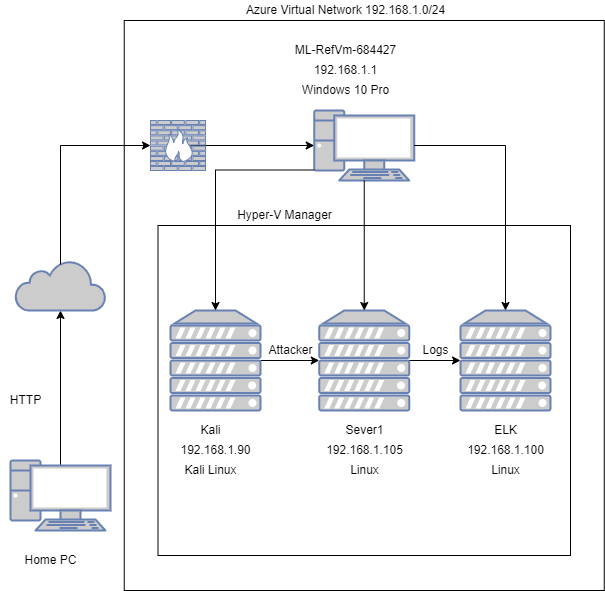 Azure Virtual Network 192.168.1.0/24
ML-RefVm-684427
192.168.1.1
Windows 10 Pro
Hyper-V Manager
Attacker
Logs
Kali
192.168.1.90
Kali Linux
Sever1
192.168.1.105
Linux
ELK
192.168.1.100
Linux
HTTP
Home PC